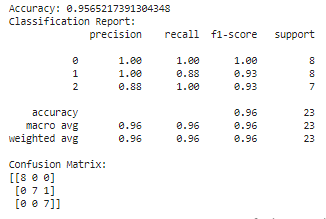 Accuracy: 0.9565217391304348
Classification Report:
precision recall f1-score support
0 1.00 1.00 1.00 8
1 1.00 0.88 0.93 8
2 0.88 1.00 0.93 7
accuracy 0.96 23
macro avg 0.96 0.96 0.96 23
weighted avg 0.96 0.96 0.96 23
Confusion Matrix:
[[8 0 0]
[0 7 1]
[0 0 7]]